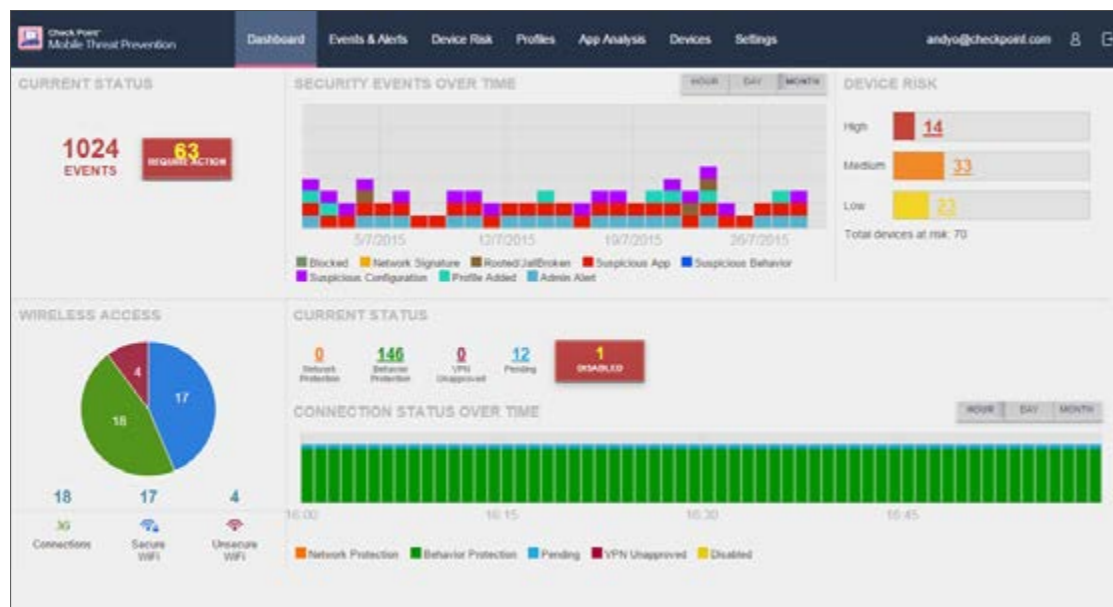 Check Point
Mobile Threat Prevention
Dashboard Events & Alerts Device Risk Profiles App Analysis Devices Settings andyo@checkpoint.com
CURRENT STATUS
1024
EVENTS
63
REQUIRE ACTION
SECURITY EVENTS OVER TIME
HOUR DAY MONTH
5/7/2015 12/7/2015 19/7/2015 26/7/2015
Blocked Network Signature Rooted/JailBroken Suspicious App Suspicious Behavior
Suspicious Configuration Profile Added Admin Alert
DEVICE RISK
High 14
Medium 33
Low 23
Total devices at risk: 70
WIRELESS ACCESS
4
17
18
18 17 4
3G
Connections Secure WiFi Unsecure WiFi
CURRENT STATUS
0 146 0 12 1
Network Protection Behavior Protection VPN Unapproved Pending DISABLED
CONNECTION STATUS OVER TIME
HOUR DAY MONTH
16:00 16:15 16:30 16:45
Network Protection Behavior Protection Pending VPN Unapproved Disabled